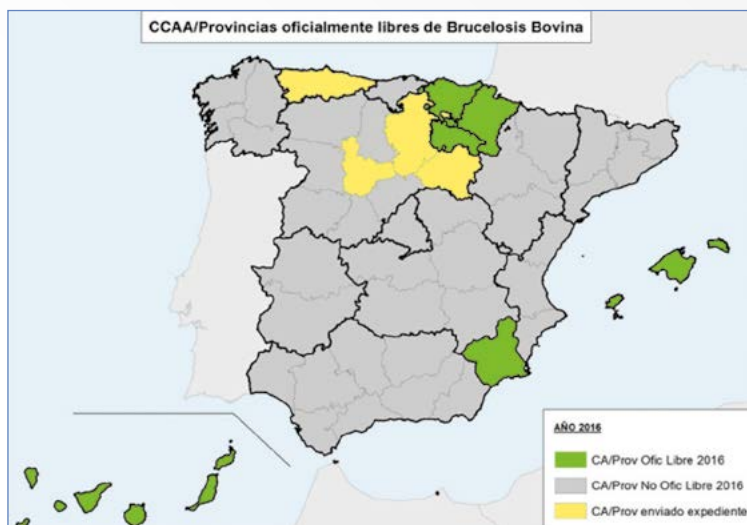 CCAA/Provincias oficialmente libres de Brucelosis Bovina
AÑO 2016
CA/Prov Ofic Libre 2016
CA/Prov No Ofic Libre 2016
CA/Prov enviado expediente